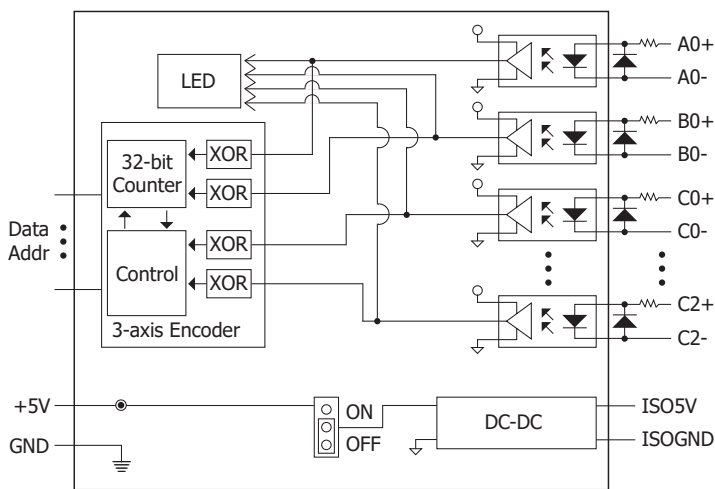 LED
A0+
A0-
B0+
B0-
32-bit
Counter
XOR
XOR
C0+
C0-
Data
Addr
Control
XOR
XOR
3-axis Encoder
C2+
C2-
+5V
ON
OFF
DC-DC
ISO5V
GND
ISOGND